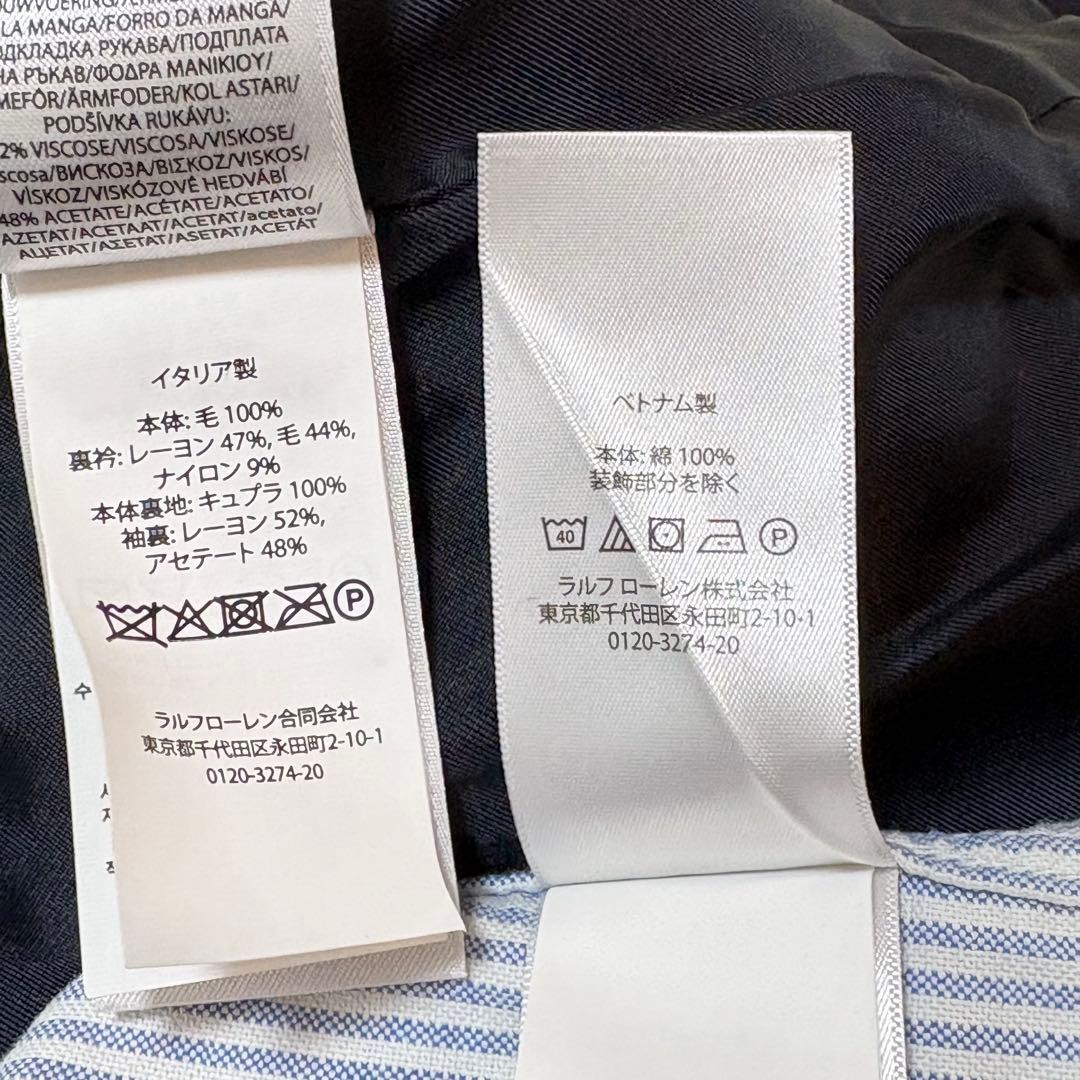 LA MANGA/FORRO DA MANGA/
ПОДКЛАДКА РУКАВА/ПОДПЛАТА
НА РЪКАВ/ΦΟΔΡΑ ΜΑΝΙΚΙΟΥ/
ÄRMFODER/KOL ASTARI/
PODŠÍVKA RUKÁVU:
2% VISCOSE/VISCOSA/VISKOSE/
scosa/ВИСКОЗА/ΒΙΣΚΟΖ/VISKOS/
VİSKOZ/VISKÓZOVÉ HEDVÁBÍ
48% ACETATE/ACÉTATE/ACETATO/
AZETAT/ACETAAT/ACETAT/acetato/
АЦЕТАТ/ΑΣΕΤΑΤ/ASETAT/ACETÁT
イタリア製
本体: 毛 100%
裏衿: レーヨン 47%, 毛 44%,
ナイロン 9%
本体裏地: キュプラ 100%
袖裏: レーヨン 52%,
アセテート 48%
P
수
ラルフローレン合同会社
東京都千代田区永田町2-10-1
0120-3274-20
ベトナム製
本体: 綿 100%
装飾部分を除く
40
P
ラルフ ローレン株式会社
東京都千代田区永田町2-10-1
0120-3274-20